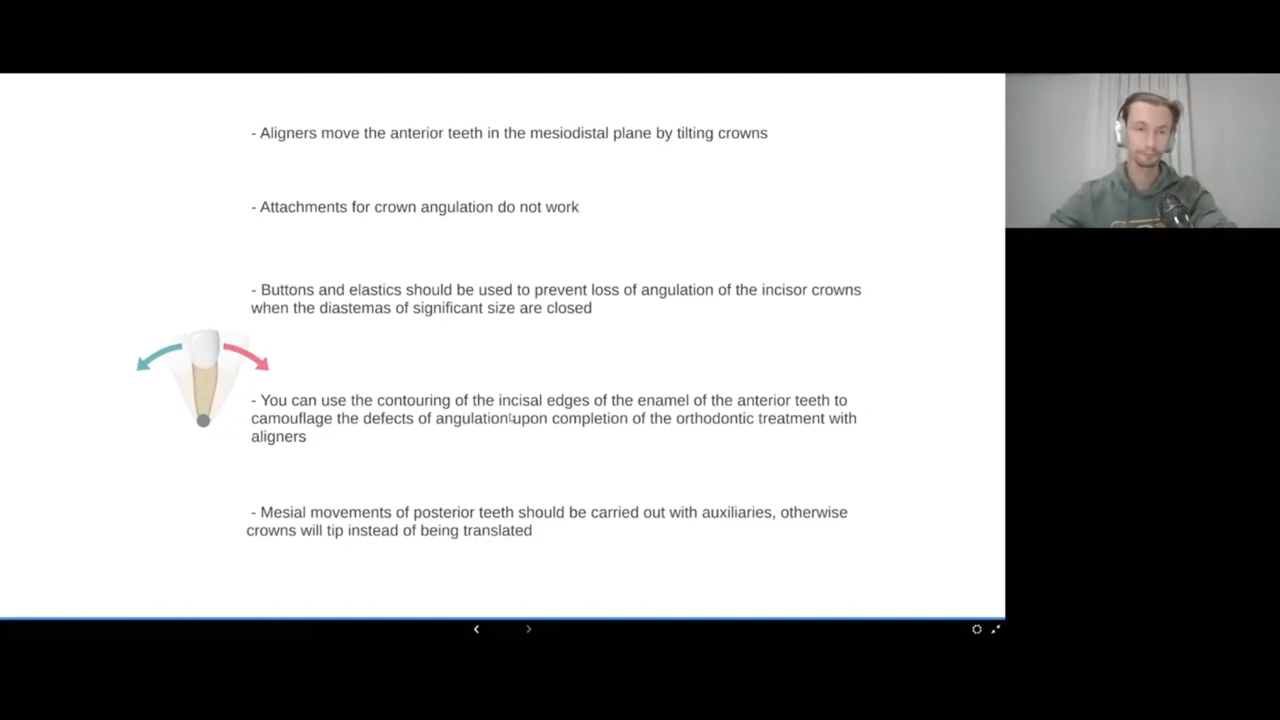 - Aligners move the anterior teeth in the mesiodistal plane by tilting crowns
- Attachments for crown angulation do not work
- Buttons and elastics should be used to prevent loss of angulation of the incisor crowns
when the diastemas of significant size are closed
- You can use the contouring of the incisal edges of the enamel of the anterior teeth to
camouflage the defects of angulation upon completion of the orthodontic treatment with
aligners
- Mesial movements of posterior teeth should be carried out with auxiliaries, otherwise
crowns will tip instead of being translated